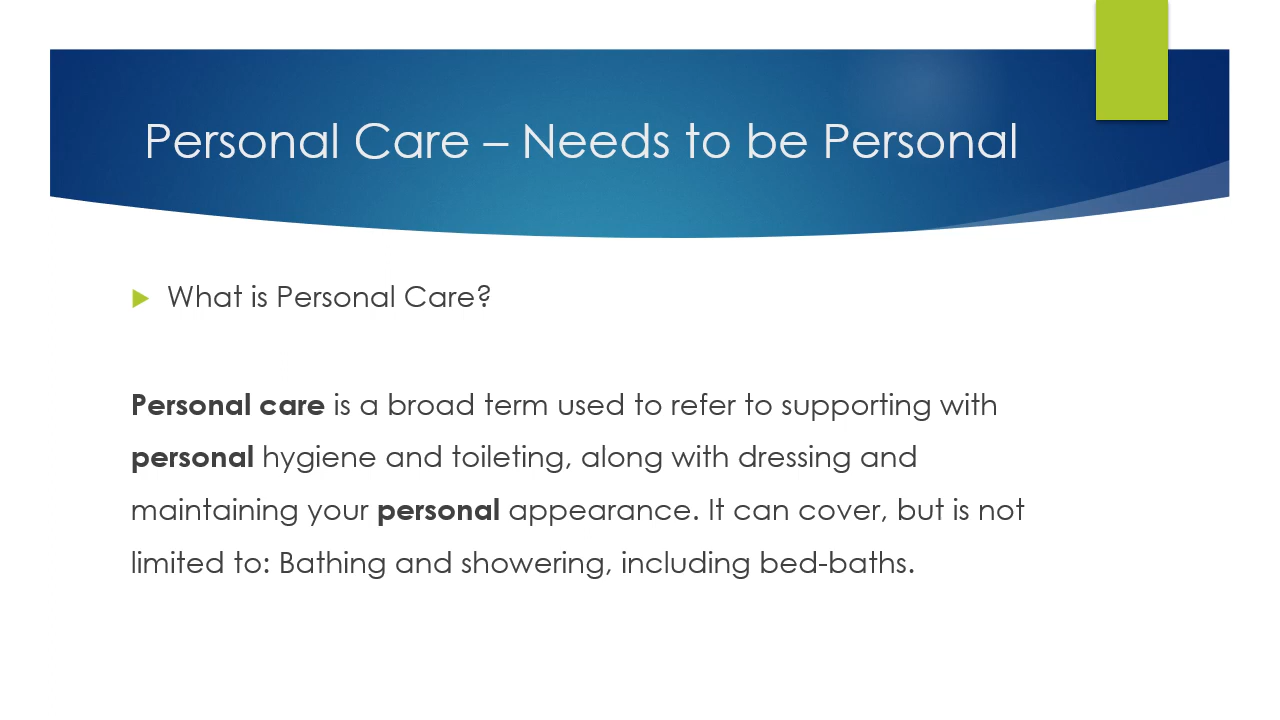 Personal Care – Needs to be Personal
What is Personal Care?
Personal care is a broad term used to refer to supporting with
personal hygiene and toileting, along with dressing and
maintaining your personal appearance. It can cover, but is not
limited to: Bathing and showering, including bed-baths.